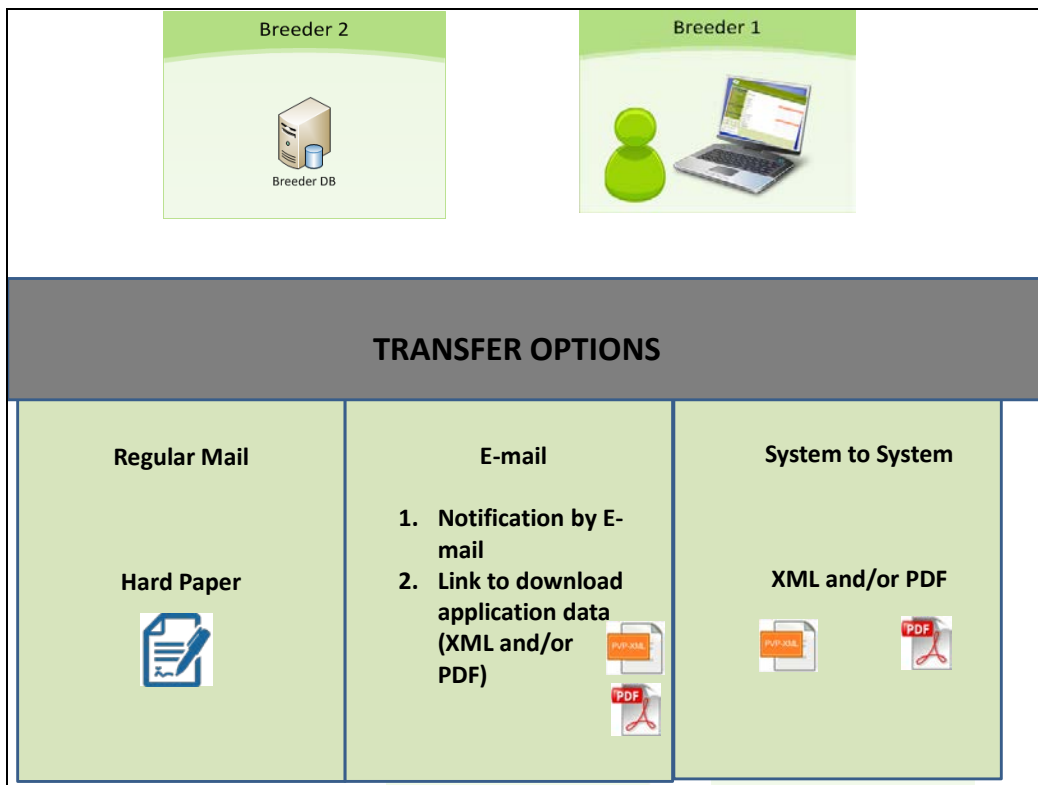 Breeder 2
Breeder 1
Breeder DB
TRANSFER OPTIONS
Regular Mail
Hard Paper
E-mail
1. Notification by E-
mail
2. Link to download
application data
(XML and/or
PDF)
PVP-XML
PDF
System to System
XML and/or PDF
PVP-XML
PDF